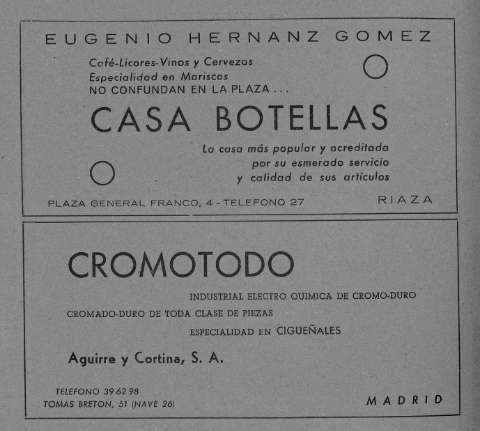 EUGENIO HERNANZ GOMEZ
Café-Licores-Vinos y Cervezas
Especialidad en Mariscos
NO CONFUNDAN EN LA PLAZA...
CASA BOTELLAS
La casa más popular y acreditada
por su esmerado servicio
y calidad de sus artículos
PLAZA GENERAL FRANCO, 4 - TELEFONO 27 RIAZA
CROMOTODO
INDUSTRIAL ELECTRO QUIMICA DE CROMO-DURO
CROMADO-DURO DE TODA CLASE DE PIEZAS
ESPECIALIDAD EN CIGÜEÑALES
Aguirre y Cortina, S. A.
TELEFONO 39 62 98
TOMAS BRETON, 51 (NAVE 26) MADRID